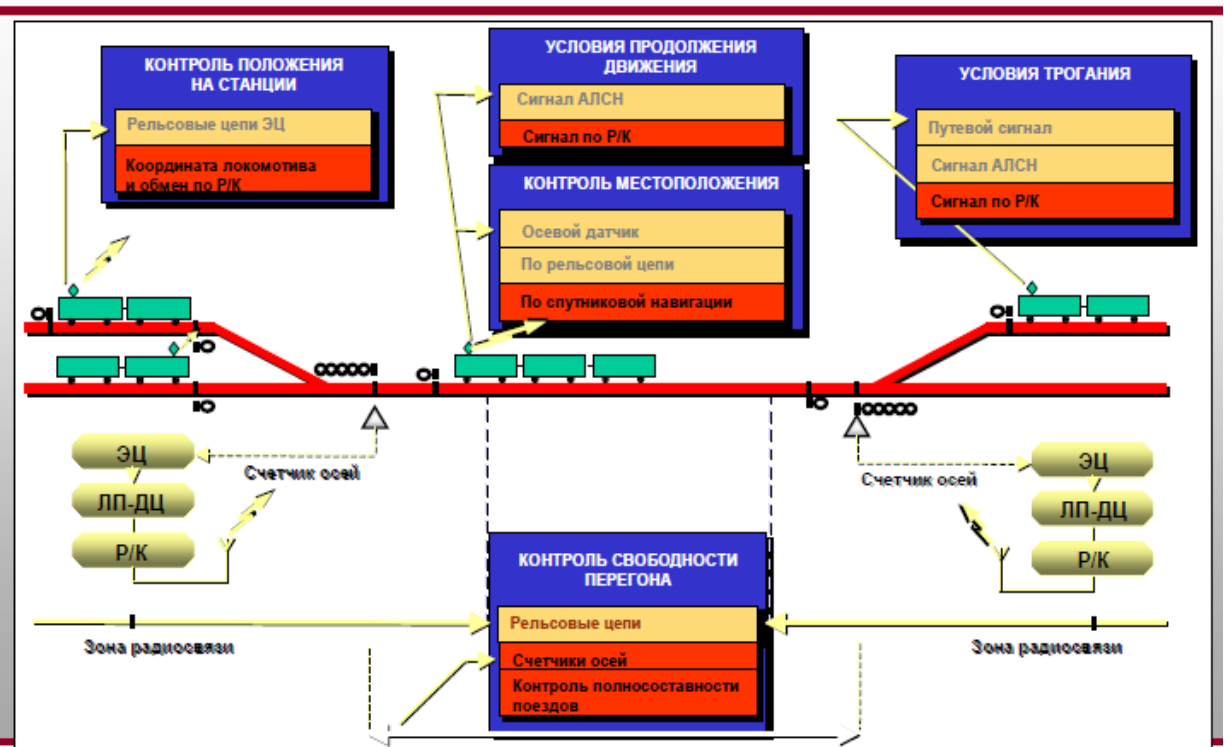 КОНТРОЛЬ ПОЛОЖЕНИЯ
НА СТАНЦИИ
Рельсовые цепи ЭЦ
Координата локомотива
и обмен по Р/К
УСЛОВИЯ ПРОДОЛЖЕНИЯ
ДВИЖЕНИЯ
Сигнал АЛСН
Сигнал по Р/К
КОНТРОЛЬ МЕСТОПОЛОЖЕНИЯ
Осевой датчик
По рельсовой цепи
По спутниковой навигации
УСЛОВИЯ ТРОГАНИЯ
Путевой сигнал
Сигнал АЛСН
Сигнал по Р/К
ЭЦ
ЛП-ДЦ
Р/К
Счетчик осей
Зона радиосвязи
Счетчик осей
ЭЦ
ЛП-ДЦ
Р/К
Зона радиосвязи
КОНТРОЛЬ СВОБОДНОСТИ
ПЕРЕГОНА
Рельсовые цепи
Счетчики осей
Контроль полносоставности
поездов